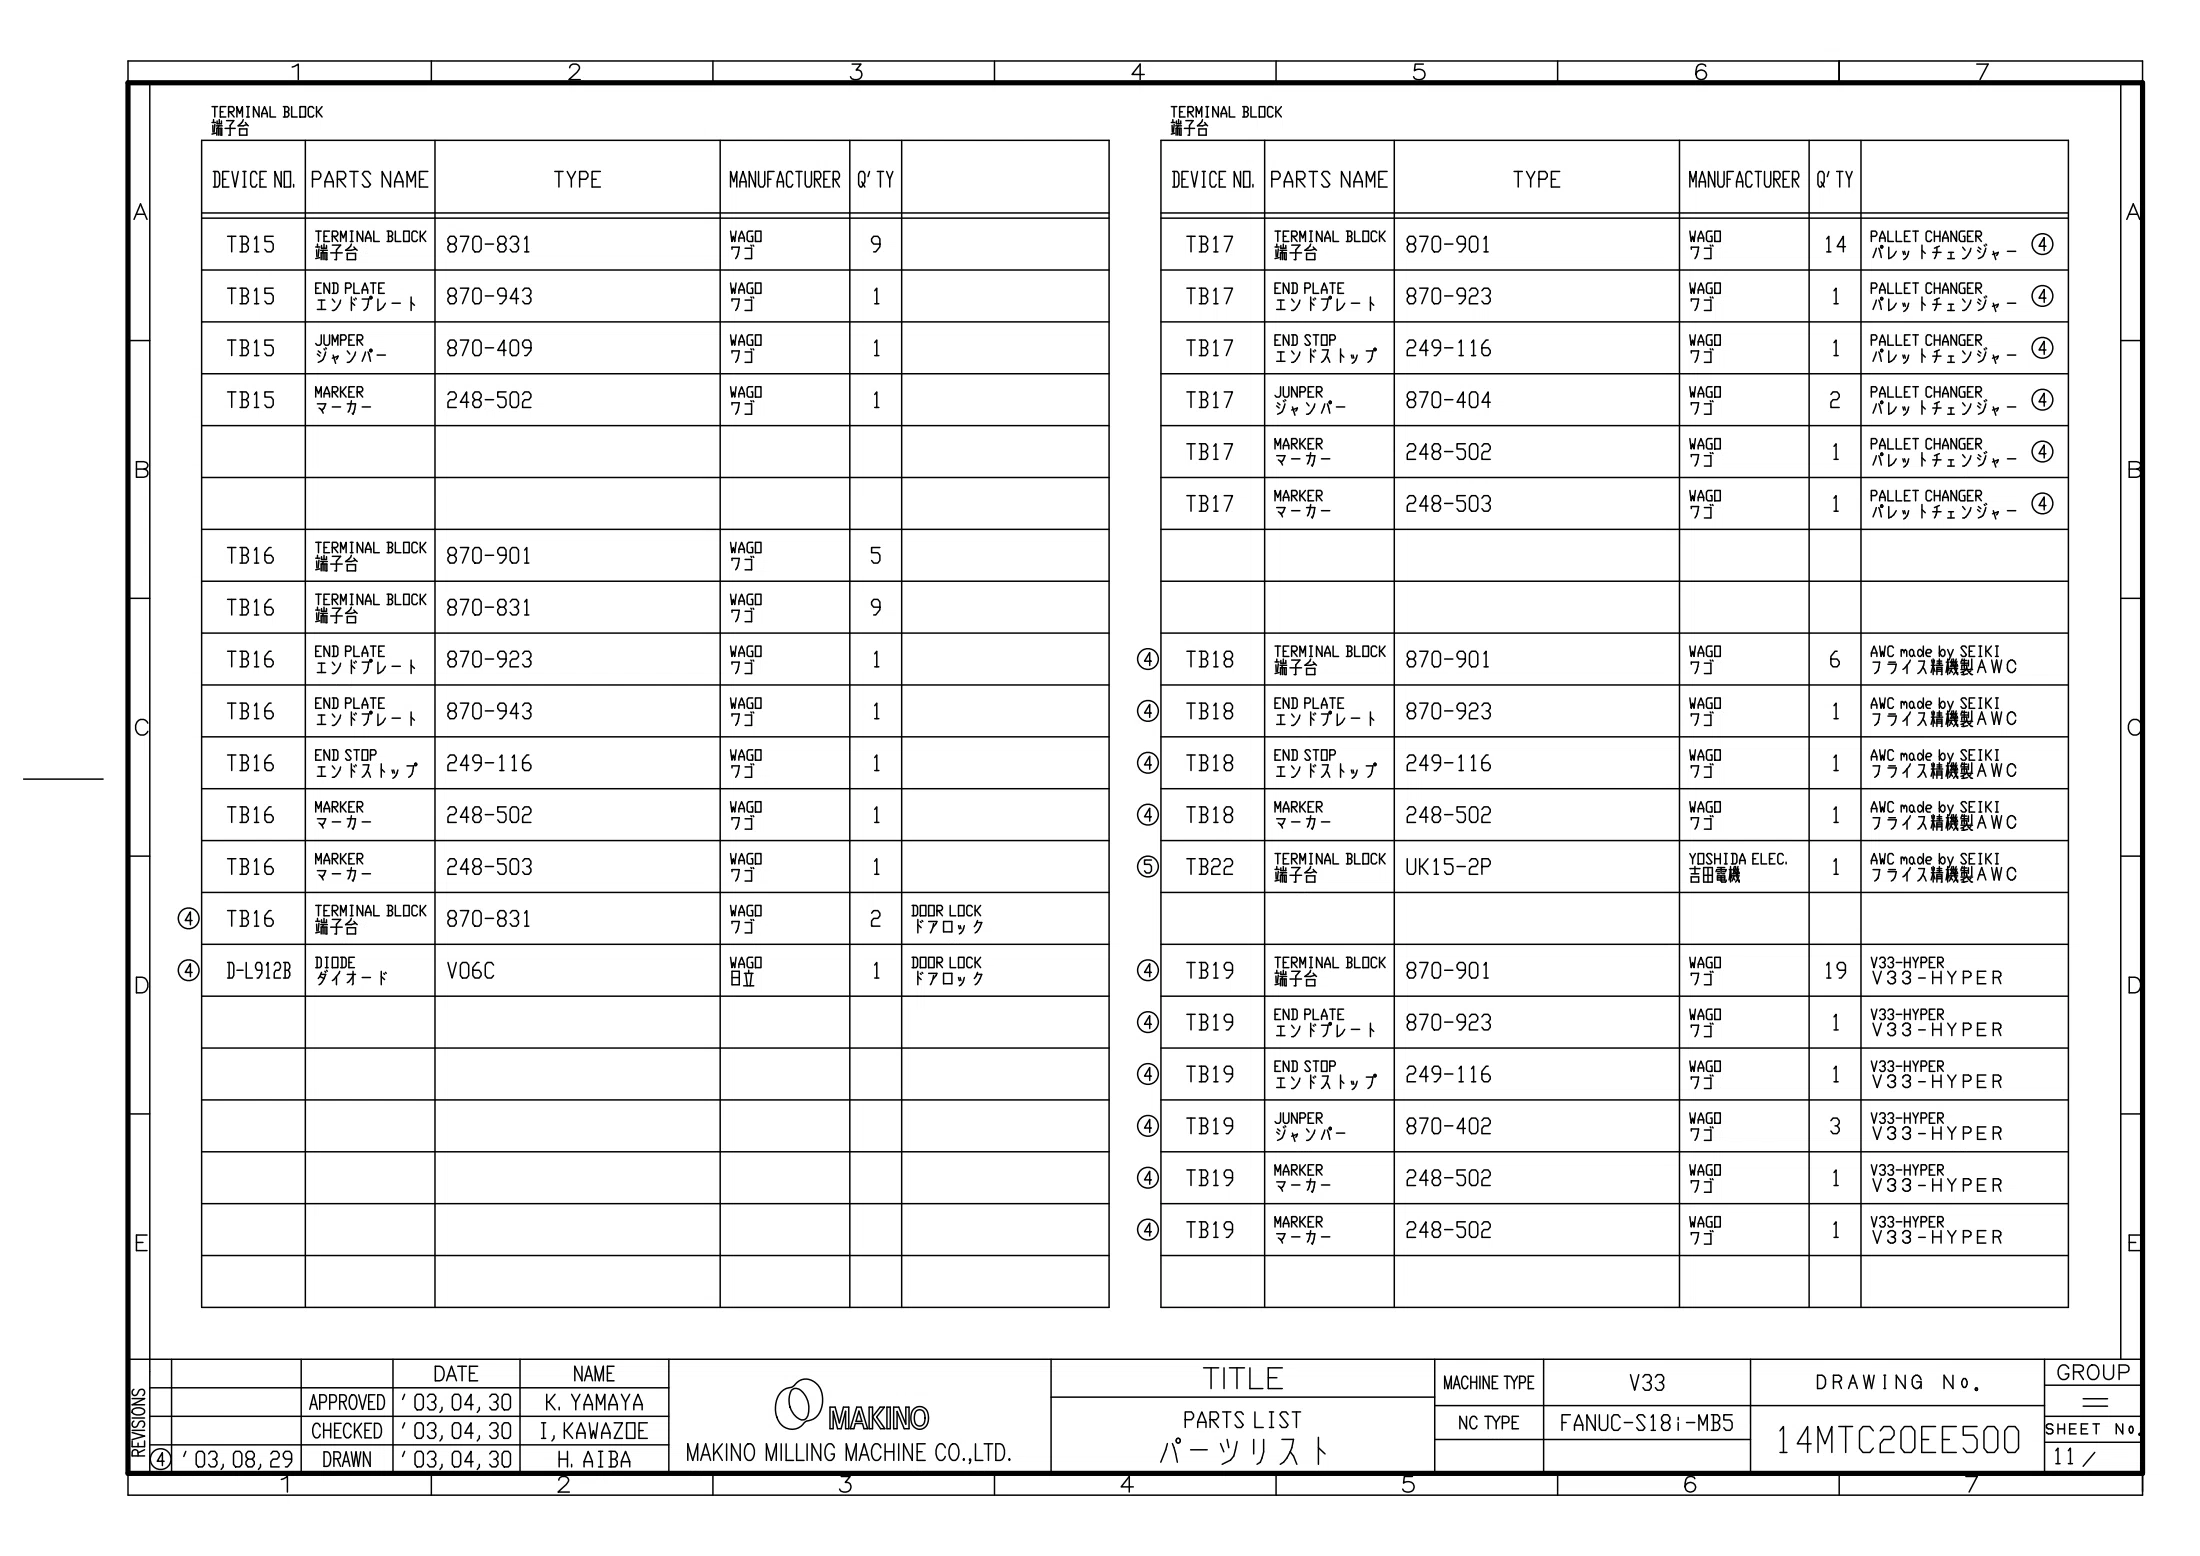 1 2 3 4 5 6 7
TERMINAL BLOCK
端子台
DEVICE NO. PARTS NAME TYPE MANUFACTURER Q'TY
TB15 TERMINAL BLOCK 870-831 WAGO 9
端子台 ワゴ
TB15 END PLATE 870-943 WAGO 1
エンドプレート ワゴ
TB15 JUMPER 870-409 WAGO 1
ジャンパー ワゴ
TB15 MARKER 248-502 WAGO 1
マーカー ワゴ
TB16 TERMINAL BLOCK 870-901 WAGO 5
端子台 ワゴ
TB16 TERMINAL BLOCK 870-831 WAGO 9
端子台 ワゴ
TB16 END PLATE 870-923 WAGO 1
エンドプレート ワゴ
TB16 END PLATE 870-943 WAGO 1
エンドプレート ワゴ
TB16 END STOP 249-116 WAGO 1
エンドストップ ワゴ
TB16 MARKER 248-502 WAGO 1
マーカー ワゴ
TB16 MARKER 248-503 WAGO 1
マーカー ワゴ
④ TB16 TERMINAL BLOCK 870-831 WAGO 2 DOOR LOCK
端子台 ワゴ ドアロック
④ D-L912B DIODE V06C WAGO 1 DOOR LOCK
ダイオード 日立 ドアロック
TERMINAL BLOCK
端子台
DEVICE NO. PARTS NAME TYPE MANUFACTURER Q'TY
TB17 TERMINAL BLOCK 870-901 WAGO 14 PALLET CHANGER ④
端子台 ワゴ パレットチェンジャー
TB17 END PLATE 870-923 WAGO 1 PALLET CHANGER ④
エンドプレート ワゴ パレットチェンジャー
TB17 END STOP 249-116 WAGO 1 PALLET CHANGER ④
エンドストップ ワゴ パレットチェンジャー
TB17 JUNPER 870-404 WAGO 2 PALLET CHANGER ④
ジャンパー ワゴ パレットチェンジャー
TB17 MARKER 248-502 WAGO 1 PALLET CHANGER ④
マーカー ワゴ パレットチェンジャー
TB17 MARKER 248-503 WAGO 1 PALLET CHANGER ④
マーカー ワゴ パレットチェンジャー
④ TB18 TERMINAL BLOCK 870-901 WAGO 6 AWC made by SEIKI
端子台 ワゴ フライス精機製AWC
④ TB18 END PLATE 870-923 WAGO 1 AWC made by SEIKI
エンドプレート ワゴ フライス精機製AWC
④ TB18 END STOP 249-116 WAGO 1 AWC made by SEIKI
エンドストップ ワゴ フライス精機製AWC
④ TB18 MARKER 248-502 WAGO 1 AWC made by SEIKI
マーカー ワゴ フライス精機製AWC
⑤ TB22 TERMINAL BLOCK UK15-2P YOSHIDA ELEC. 1 AWC made by SEIKI
端子台 吉田電機 フライス精機製AWC
④ TB19 TERMINAL BLOCK 870-901 WAGO 19 V33-HYPER
端子台 ワゴ V33-HYPER
④ TB19 END PLATE 870-923 WAGO 1 V33-HYPER
エンドプレート ワゴ V33-HYPER
④ TB19 END STOP 249-116 WAGO 1 V33-HYPER
エンドストップ ワゴ V33-HYPER
④ TB19 JUNPER 870-402 WAGO 3 V33-HYPER
ジャンパー ワゴ V33-HYPER
④ TB19 MARKER 248-502 WAGO 1 V33-HYPER
マーカー ワゴ V33-HYPER
④ TB19 MARKER 248-502 WAGO 1 V33-HYPER
マーカー ワゴ V33-HYPER
A A
B B
C C
D D
E E
REVISIONS
DATE NAME
APPROVED '03,04,30 K. YAMAYA
CHECKED '03,04,30 I, KAWAZOE
④ '03,08,29 DRAWN '03,04,30 H. AIBA
MAKINO
MAKINO MILLING MACHINE CO.,LTD.
TITLE
PARTS LIST
パーツリスト
MACHINE TYPE V33
NC TYPE FANUC-S18i-MB5
DRAWING No.
14MTC20EE500
GROUP
=
SHEET No.
11/
1 2 3 4 5 6 7